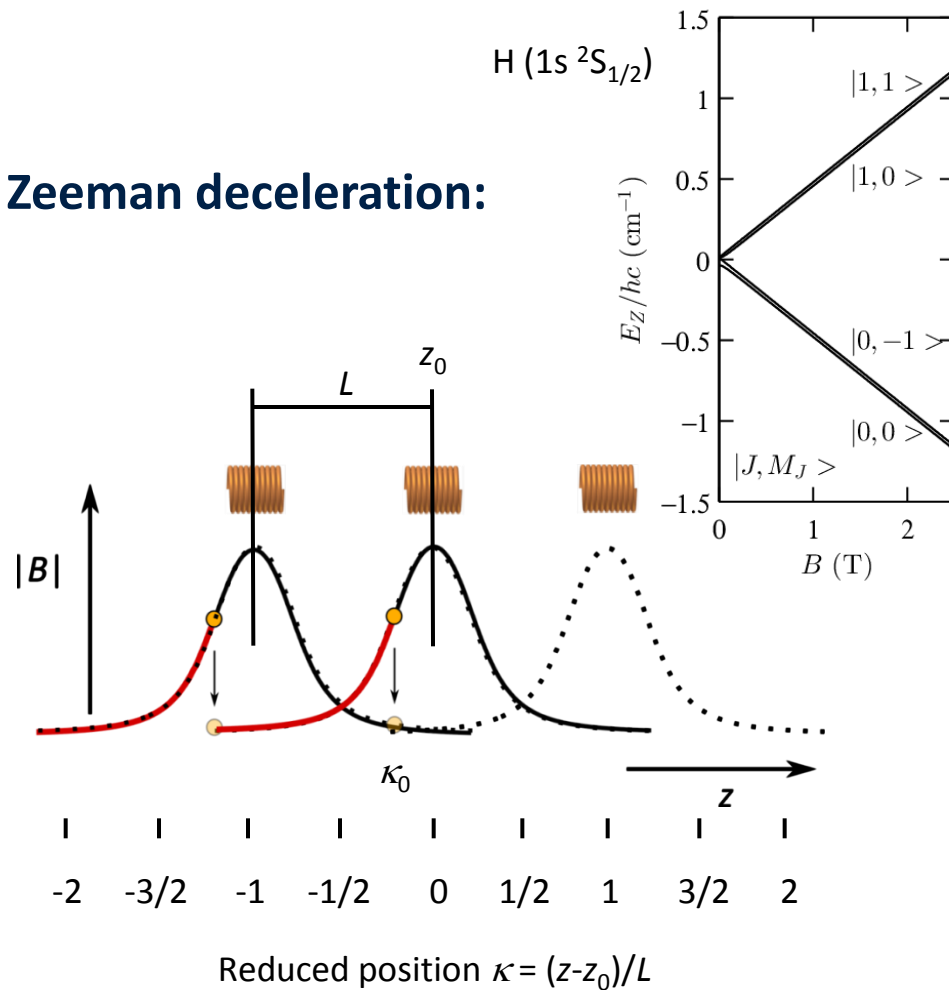 H (1s ²S₁/₂)
Zeeman deceleration:
1.5
1
0.5
0
−0.5
−1
−1.5
E_Z/hc (cm⁻¹)
|1, 1 >
|1, 0 >
|0, −1 >
|0, 0 >
|J, M_J >
0 1 2
B (T)
z₀
L
|B|
κ₀
z
-2 -3/2 -1 -1/2 0 1/2 1 3/2 2
Reduced position κ = (z-z₀)/L